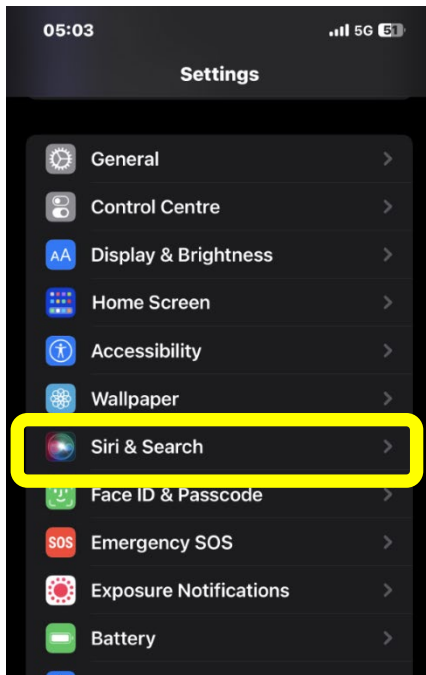 05:03 5G 51
Settings
General
Control Centre
AA Display & Brightness
Home Screen
Accessibility
Wallpaper
Siri & Search
Face ID & Passcode
SOS Emergency SOS
Exposure Notifications
Battery